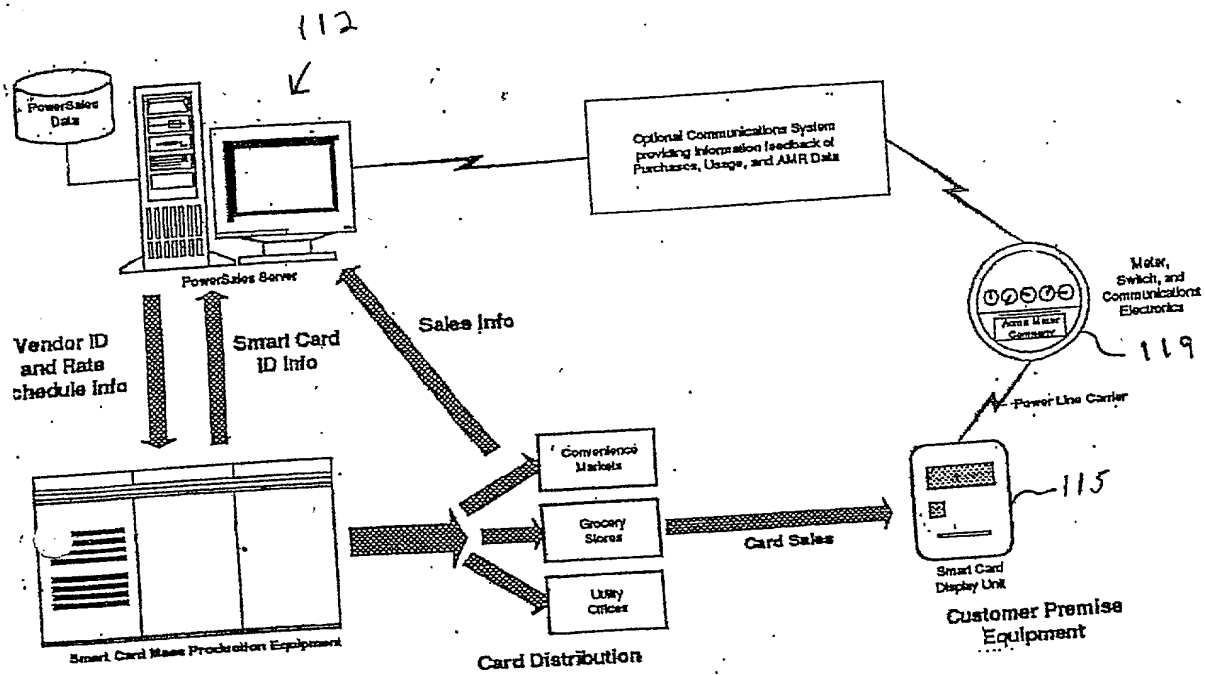 112
PowerSales
Data
Optional Communications System
providing Information feedback of
Purchases, Usage, and AMR Data
PowerSales Server
Meter,
Switch, and
Communications
Electronics
Acme Meter
Company
119
Vendor ID
and Rate
chedule Info
Smart Card
ID Info
Sales Info
Power Line Carrier
Convenience
Markets
115
Grocery
Stores
Card Sales
Smart Card
Display Unit
Utility
Offices
Customer Premise
Equipment
Smart Card Mass Production Equipment
Card Distribution